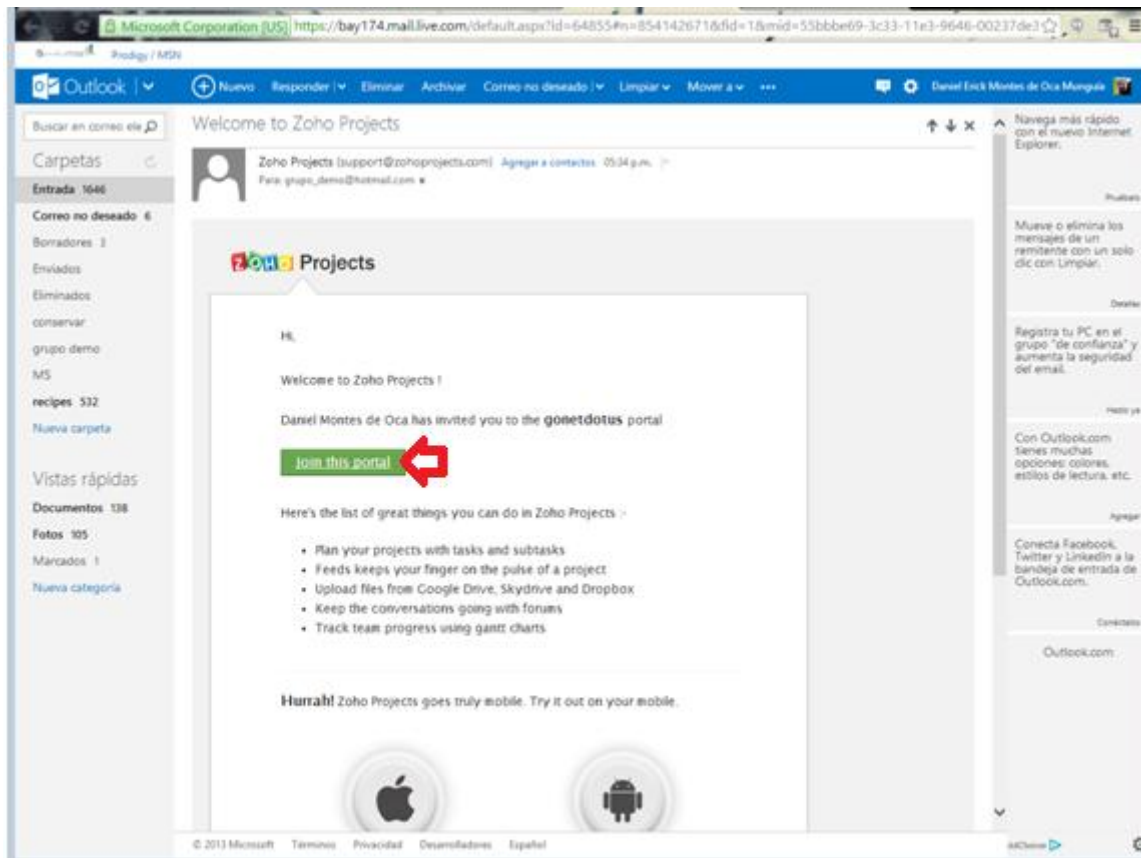 Microsoft Corporation [US] https://bay174.mail.live.com/default.aspx?id=64855#n=854142671&fid=1&mid=55bbbe69-3c33-11e3-9646-00237de3
Prodigy / MSN
Outlook
Nuevo Responder Eliminar Archivar Correo no deseado Limpiar Mover a ...
Daniel Erick Montes de Oca Munguia
Buscar en correo ele
Carpetas
Entrada 1646
Correo no deseado 6
Borradores 3
Enviados
Eliminados
conservar
grupo demo
MS
recipes 532
Nueva carpeta
Vistas rápidas
Documentos 138
Fotos 105
Marcados 1
Nueva categoría
Welcome to Zoho Projects
Zoho Projects (support@zohoprojects.com) Agregar a contactos 05:34 p.m.
Para: grupo_demo@hotmail.com
ZOHO Projects
Hi,
Welcome to Zoho Projects !
Daniel Montes de Oca has invited you to the gonetdotus portal
Join this portal
Here's the list of great things you can do in Zoho Projects :-
• Plan your projects with tasks and subtasks
• Feeds keeps your finger on the pulse of a project
• Upload files from Google Drive, Skydrive and Dropbox
• Keep the conversations going with forums
• Track team progress using gantt charts
Hurrah! Zoho Projects goes truly mobile. Try it out on your mobile.
Navega más rápido
con el nuevo Internet
Explorer.
Pruébalo
Mueve o elimina los
mensajes de un
remitente con un solo
clic con Limpiar.
Detalles
Registra tu PC en el
grupo "de confianza" y
aumenta la seguridad
del email.
Hazlo ya
Con Outlook.com
tienes muchas
opciones: colores,
estilos de lectura, etc.
Agregar
Conecta Facebook,
Twitter y LinkedIn a la
bandeja de entrada de
Outlook.com.
Conéctalos
Outlook.com
AdChoices
© 2013 Microsoft Términos Privacidad Desarrolladores Español